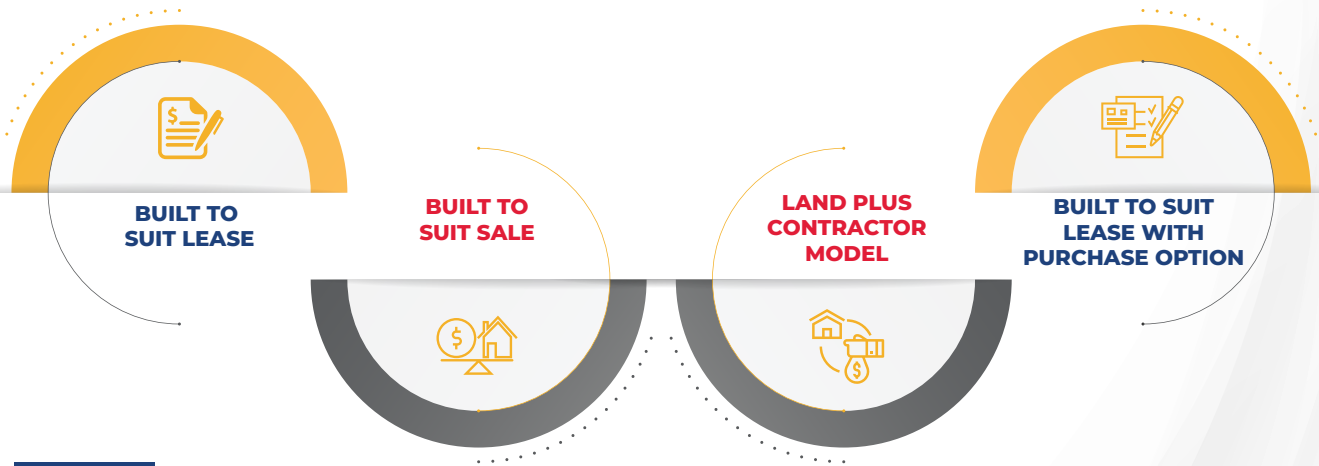 BUILT TO
SUIT LEASE
BUILT TO
SUIT SALE
LAND PLUS
CONTRACTOR
MODEL
BUILT TO SUIT
LEASE WITH
PURCHASE OPTION